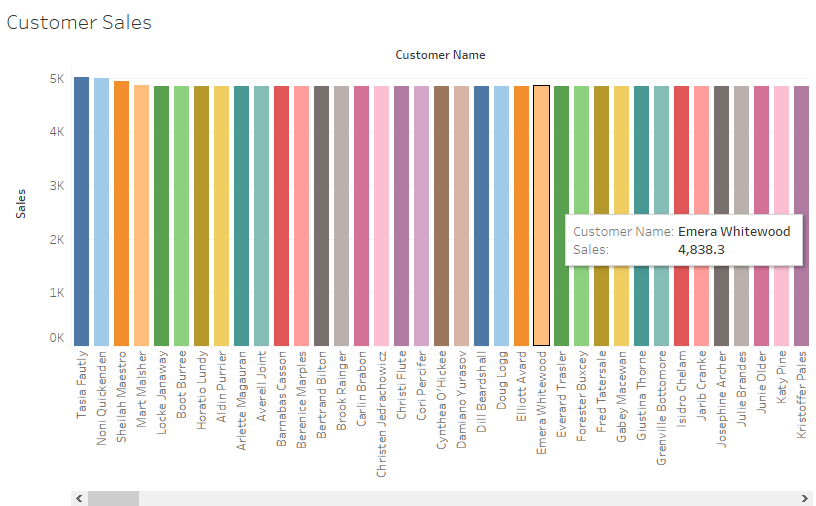 Customer Sales
Customer Name
5K
4K
3K
2K
1K
0K
Sales
Customer Name: Emera Whitewood
Sales: 4,838.3
Tasia Fautly
Noni Quickenden
Sheilah Maestro
Mart Malsher
Locke Janaway
Boot Burree
Horatio Lundy
Aldin Purrier
Arlette Magauran
Averell Joint
Barnabas Casson
Berenice Marples
Bertrand Bilton
Brook Rainger
Carlin Brabon
Christen Jedrachowicz
Christi Flute
Cori Percifer
Cynthea O'Hickee
Damiano Yurasov
Dill Beardshall
Doug Logg
Elliott Avard
Emera Whitewood
Everard Trasler
Forester Buxcey
Fred Tatersale
Gabey Macewan
Giustina Thorne
Grenville Bottomore
Isidro Chelam
Jarib Cranke
Josephine Archer
Julie Brandes
Junie Older
Katy Pine
Kristoffer Pales